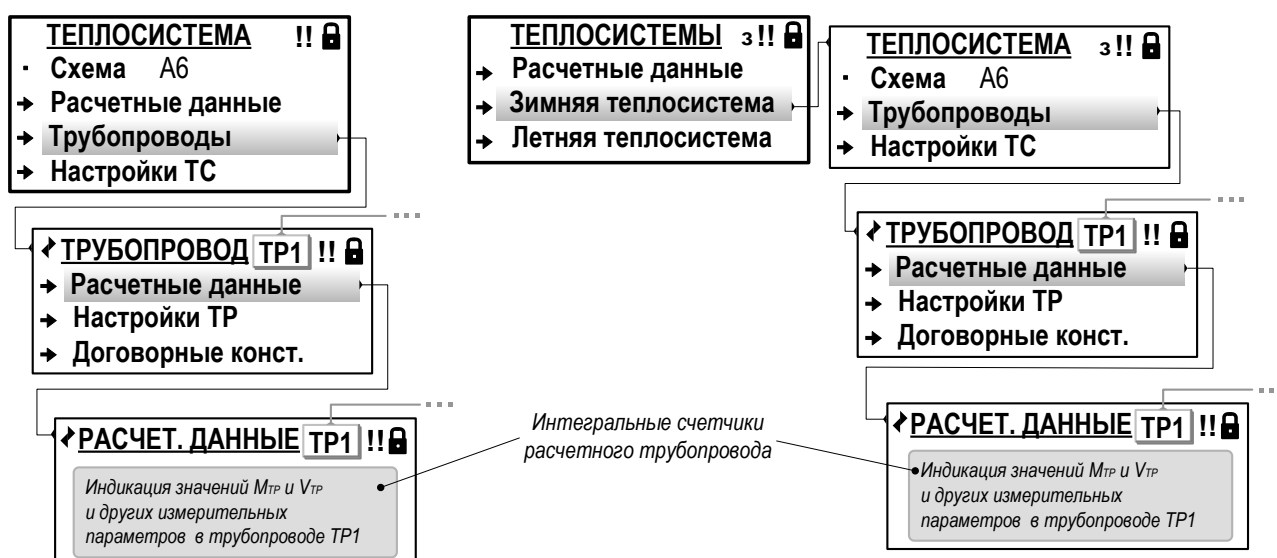 ТЕПЛОСИСТЕМА !!
· Схема А6
Расчетные данные
Трубопроводы
Настройки ТС
ТРУБОПРОВОД ТР1 !!
Расчетные данные
Настройки ТР
Договорные конст.
РАСЧЕТ. ДАННЫЕ ТР1 !!
Индикация значений МТР и VТР
и других измерительных
параметров в трубопроводе ТР1
Интегральные счетчики
расчетного трубопровода
ТЕПЛОСИСТЕМЫ З !!
Расчетные данные
Зимняя теплосистема
Летняя теплосистема
ТЕПЛОСИСТЕМА З !!
· Схема А6
Трубопроводы
Настройки ТС
ТРУБОПРОВОД ТР1 !!
Расчетные данные
Настройки ТР
Договорные конст.
РАСЧЕТ. ДАННЫЕ ТР1 !!
Индикация значений МТР и VТР
и других измерительных
параметров в трубопроводе ТР1